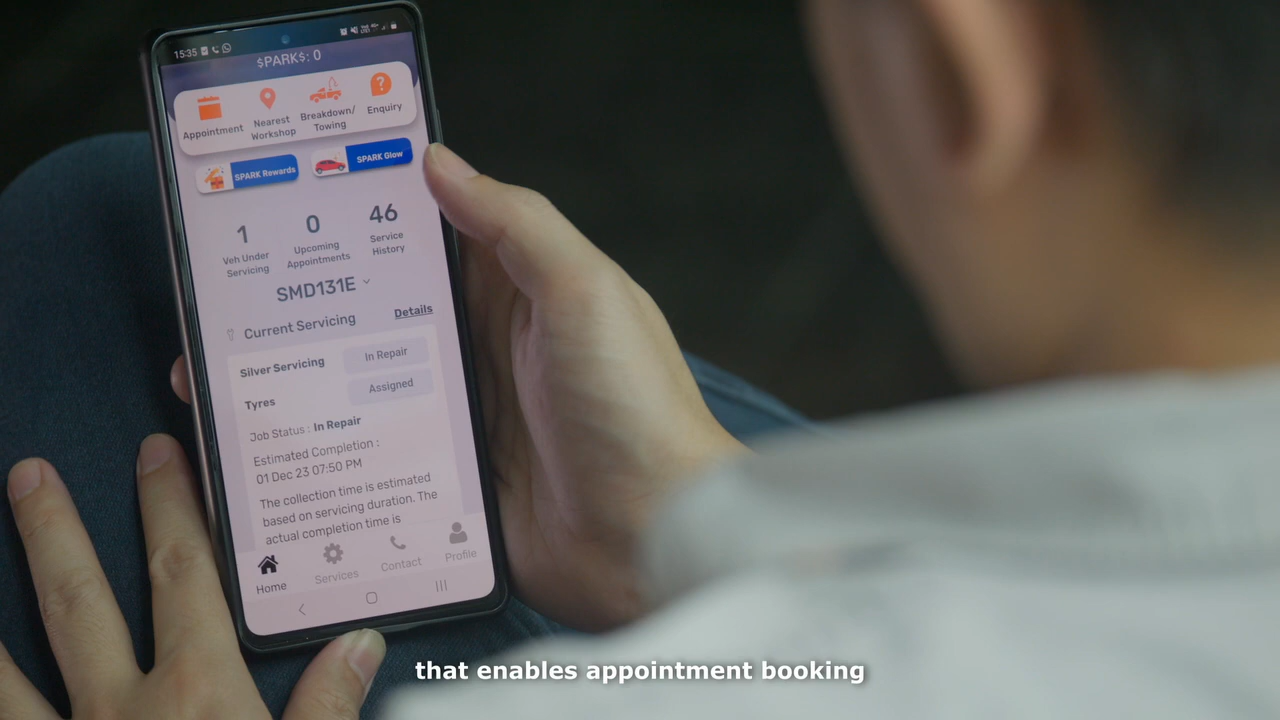 15:35
$PARK$: 0
Appointment
Nearest
Workshop
Breakdown/
Towing
Enquiry
SPARK Rewards
SPARK Glow
1
Veh Under
Servicing
0
Upcoming
Appointments
46
Service
History
SMD131E
Current Servicing
Details
Silver Servicing
In Repair
Tyres
Assigned
Job Status : In Repair
Estimated Completion :
01 Dec 23 07:50 PM
The collection time is estimated
based on servicing duration. The
actual completion time is
Home
Services
Contact
Profile
that enables appointment booking